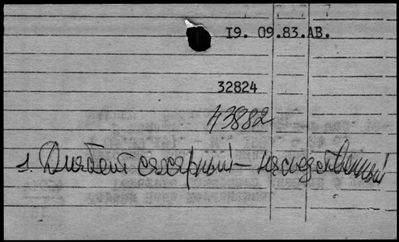 I9. 09.83.АВ.
32824
43882
1. Диабет сахарный – наследственный